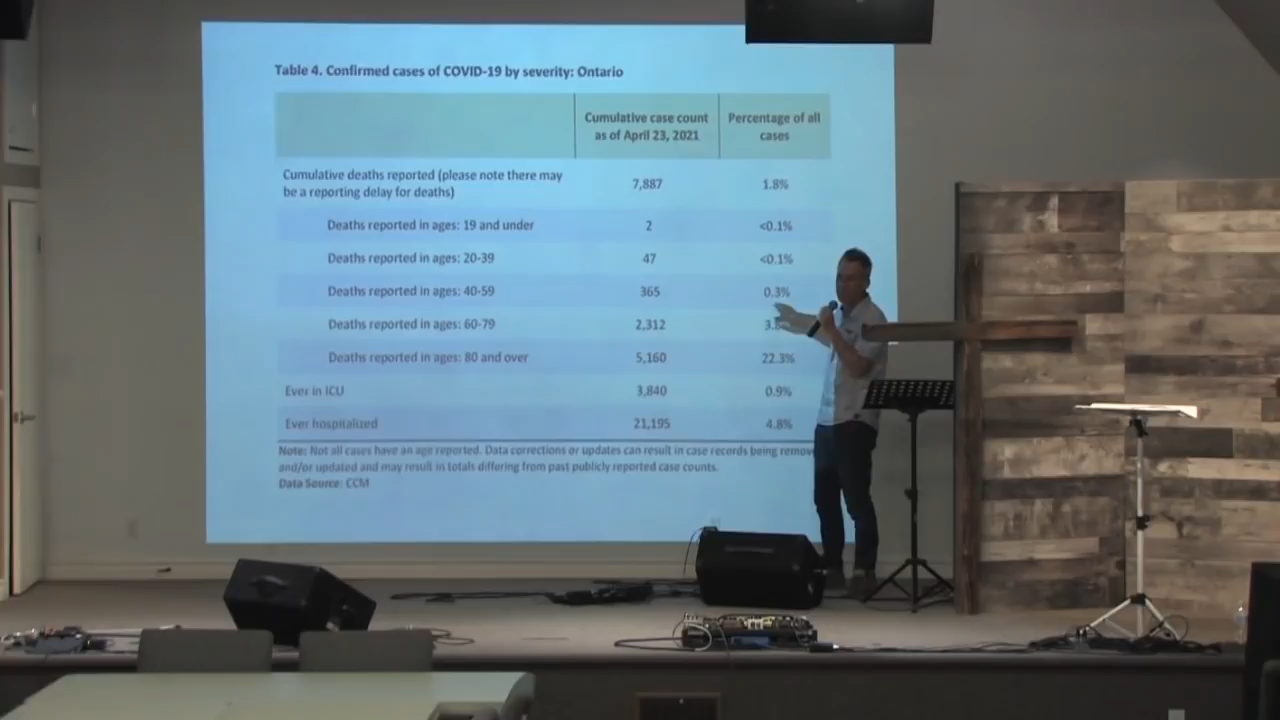 Table 4. Confirmed cases of COVID-19 by severity: Ontario
Cumulative case count
as of April 23, 2021
Percentage of all
cases
Cumulative deaths reported (please note there may
be a reporting delay for deaths)
7,887
1.8%
Deaths reported in ages: 19 and under
2
<0.1%
Deaths reported in ages: 20-39
47
<0.1%
Deaths reported in ages: 40-59
365
0.3%
Deaths reported in ages: 60-79
2,312
Deaths reported in ages: 80 and over
5,160
22.3%
Ever in ICU
3,840
0.9%
Ever hospitalized
21,195
4.8%
Note: Not all cases have an age reported. Data corrections or updates can result in case records being
and/or updated and may result in totals differing from past publicly reported case counts.
Data Source: CCM